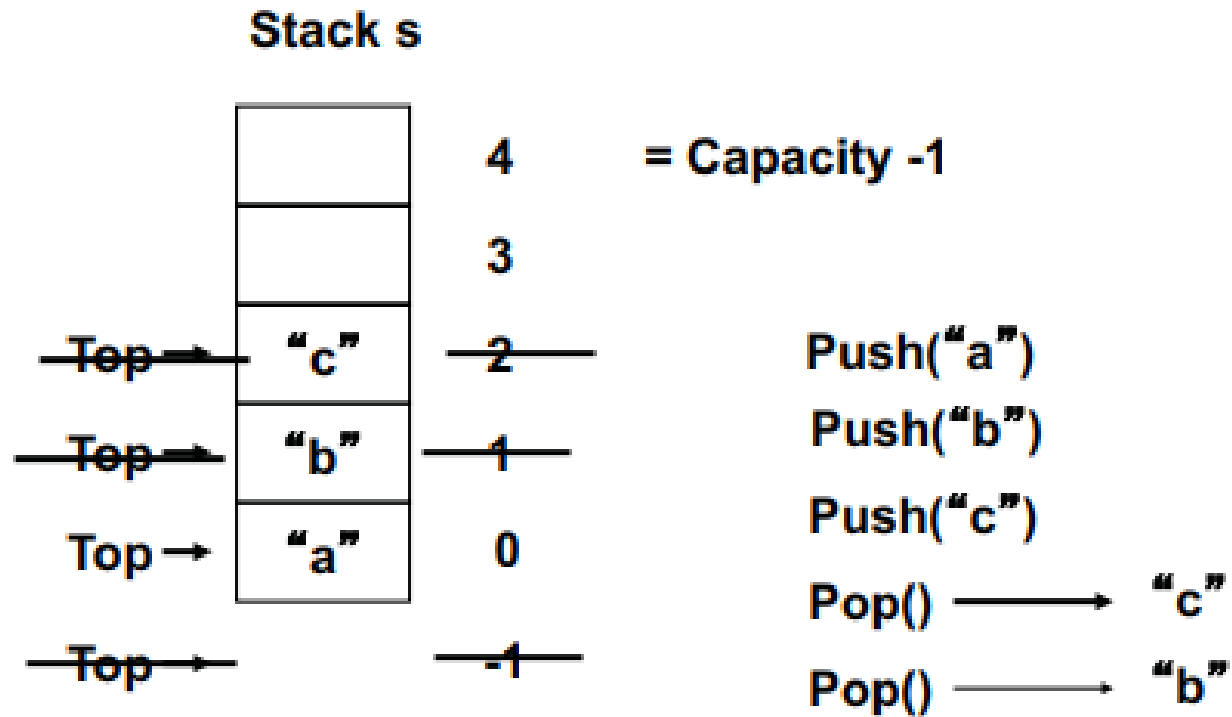 Stack s
4 = Capacity -1
3
Top → “c” 2
Push(“a”)
Top → “b” 1
Push(“b”)
Push(“c”)
Top → “a” 0
Pop() → “c”
Top → -1
Pop() → “b”